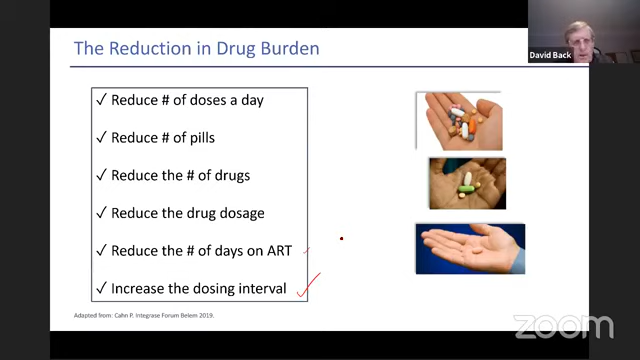 The Reduction in Drug Burden
David Back
✓ Reduce # of doses a day
✓ Reduce # of pills
✓ Reduce the # of drugs
✓ Reduce the drug dosage
✓ Reduce the # of days on ART
✓ Increase the dosing interval
Adapted from: Cahn P, Integrase Forum Belem 2019.
zoom